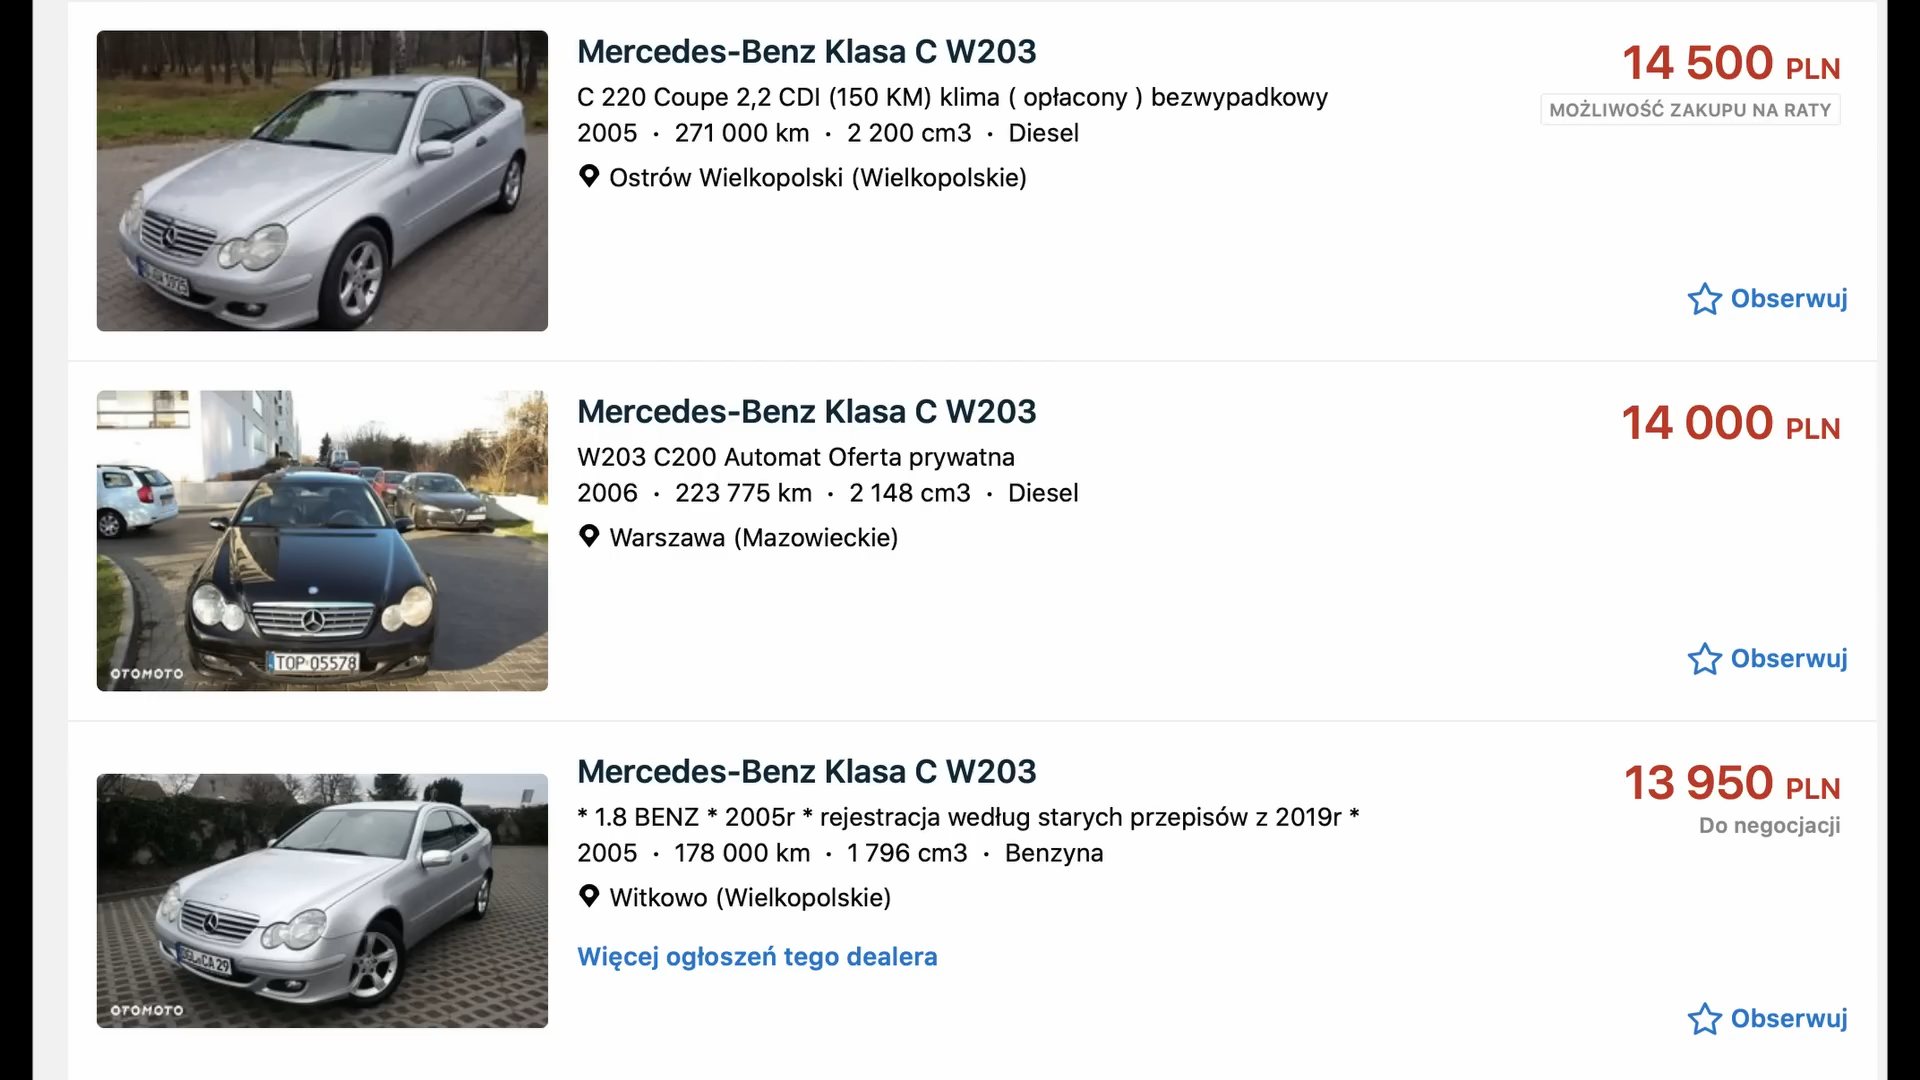 Mercedes-Benz Klasa C W203
C 220 Coupe 2,2 CDI (150 KM) klima ( opłacony ) bezwypadkowy
2005 · 271 000 km · 2 200 cm3 · Diesel
Ostrów Wielkopolski (Wielkopolskie)
14 500 PLN
MOŻLIWOŚĆ ZAKUPU NA RATY
Obserwuj
Mercedes-Benz Klasa C W203
W203 C200 Automat Oferta prywatna
2006 · 223 775 km · 2 148 cm3 · Diesel
Warszawa (Mazowieckie)
14 000 PLN
Obserwuj
TOP 05578
OTOMOTO
Mercedes-Benz Klasa C W203
* 1.8 BENZ * 2005r * rejestracja według starych przepisów z 2019r *
2005 · 178 000 km · 1 796 cm3 · Benzyna
Witkowo (Wielkopolskie)
Więcej ogłoszeń tego dealera
13 950 PLN
Do negocjacji
Obserwuj
OTOMOTO